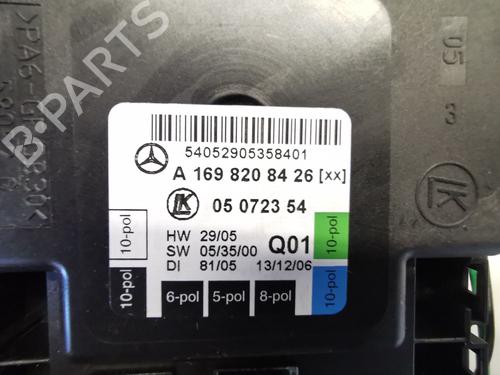 54052905358401
A 169 820 84 26 [xx]
LK 05 0723 54
HW 29/05
SW 05/35/00
DI 81/05 13/12/06
Q01
10-pol
10-pol
10-pol
10-pol
6-pol 5-pol 8-pol
05
3
B-PARTS